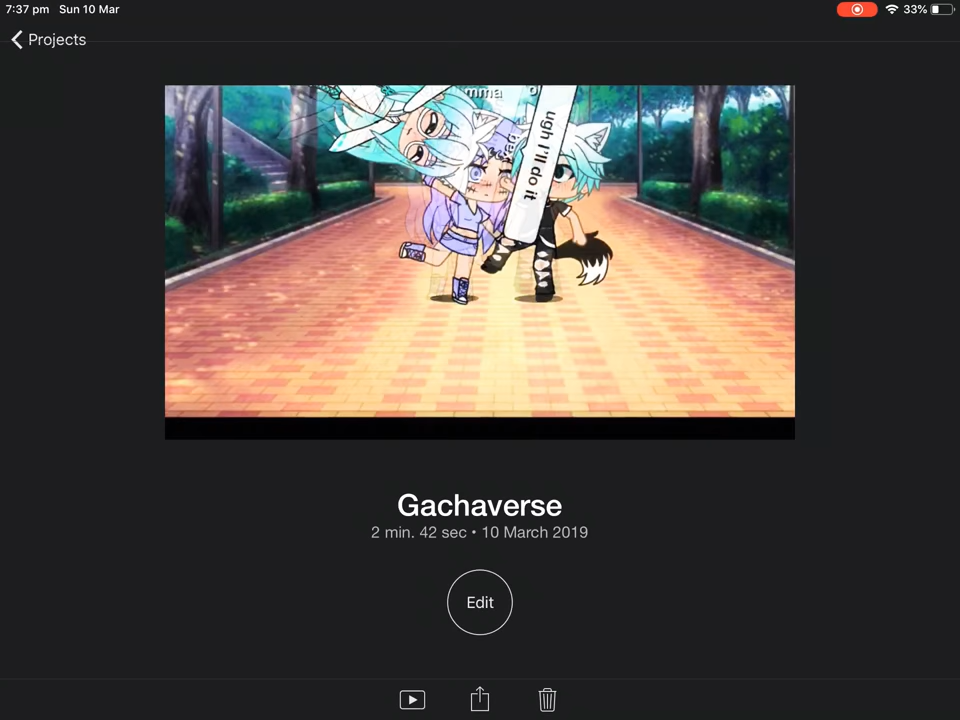 7:37 pm Sun 10 Mar
33%
Projects
ugh I'll do it
Gachaverse
2 min. 42 sec • 10 March 2019
Edit